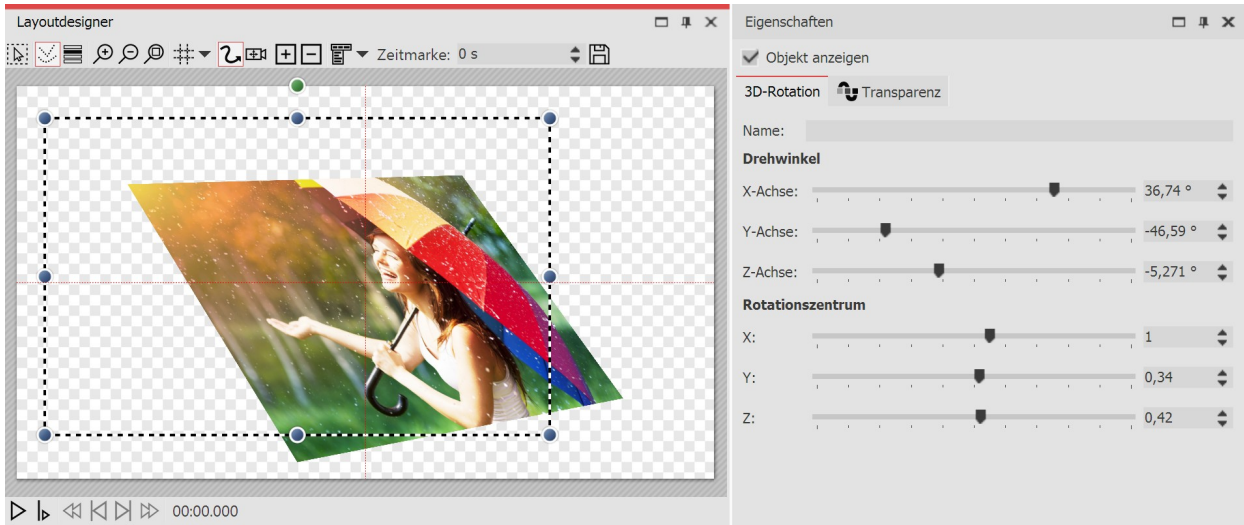 Layoutdesigner
Zeitmarke: 0 s
00:00.000
Eigenschaften
Objekt anzeigen
3D-Rotation Transparenz
Name:
Drehwinkel
X-Achse: 36,74 °
Y-Achse: -46,59 °
Z-Achse: -5,271 °
Rotationszentrum
X: 1
Y: 0,34
Z: 0,42